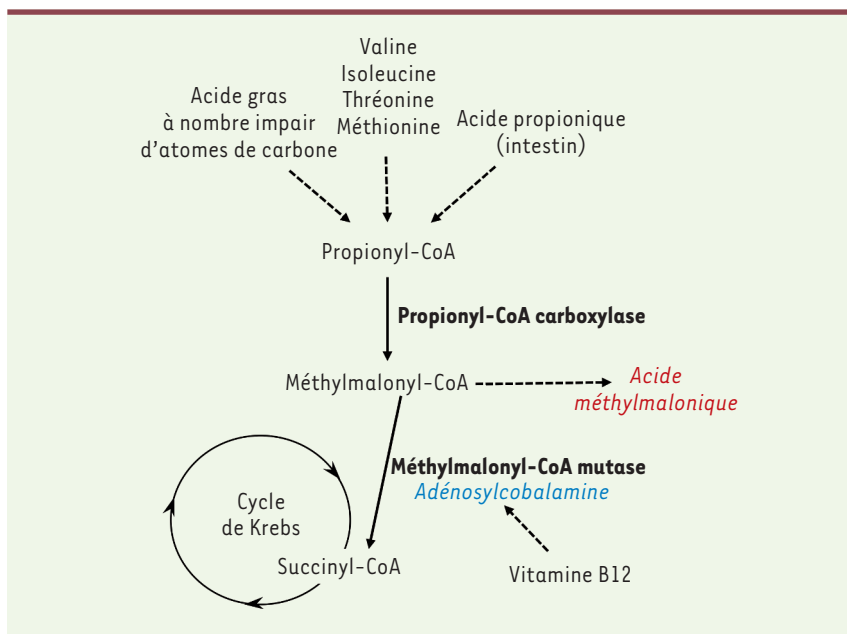 Valine
Isoleucine
Thréonine
Méthionine
Acide gras
à nombre impair
d'atomes de carbone
Acide propionique
(intestin)
Propionyl-CoA
Propionyl-CoA carboxylase
Méthylmalonyl-CoA
Acide
méthylmalonique
Méthylmalonyl-CoA mutase
Adénosylcobalamine
Cycle
de Krebs
Succinyl-CoA
Vitamine B12